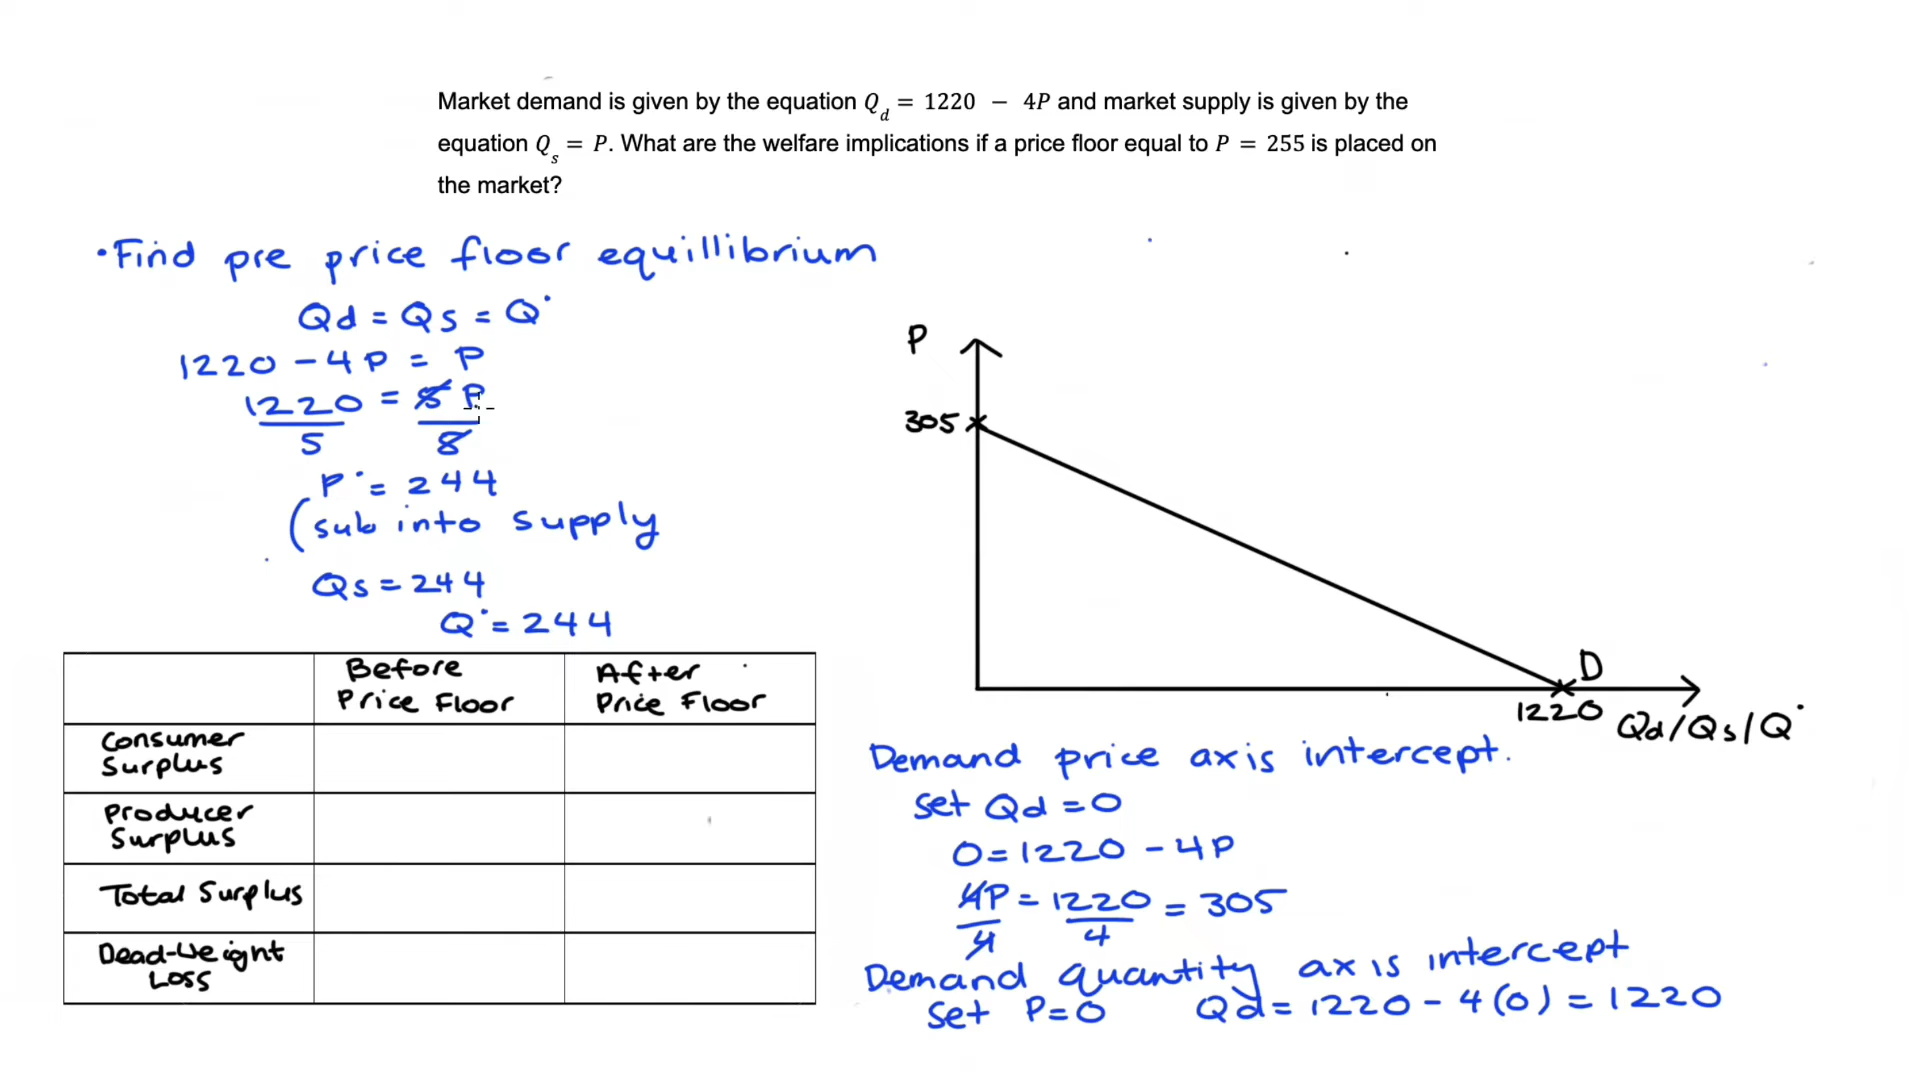 Market demand is given by the equation Q_d = 1220 − 4P and market supply is given by the
equation Q_s = P. What are the welfare implications if a price floor equal to P = 255 is placed on
the market?
•Find pre price floor equillibrium
Qd = Qs = Q•
1220 - 4P = P
1220 = 5P
5 5
P• = 244
(sub into supply
Qs = 244
Q• = 244
Before
Price Floor
After
Price Floor
Consumer
Surplus
Producer
Surplus
Total Surplus
Dead-Weight
Loss
P
305
D
1220
Qd/Qs/Q•
Demand price axis intercept.
set Qd = 0
0 = 1220 - 4P
4P = 1220 = 305
4 4
Demand quantity axis intercept
set P = 0 Qd = 1220 - 4(0) = 1220